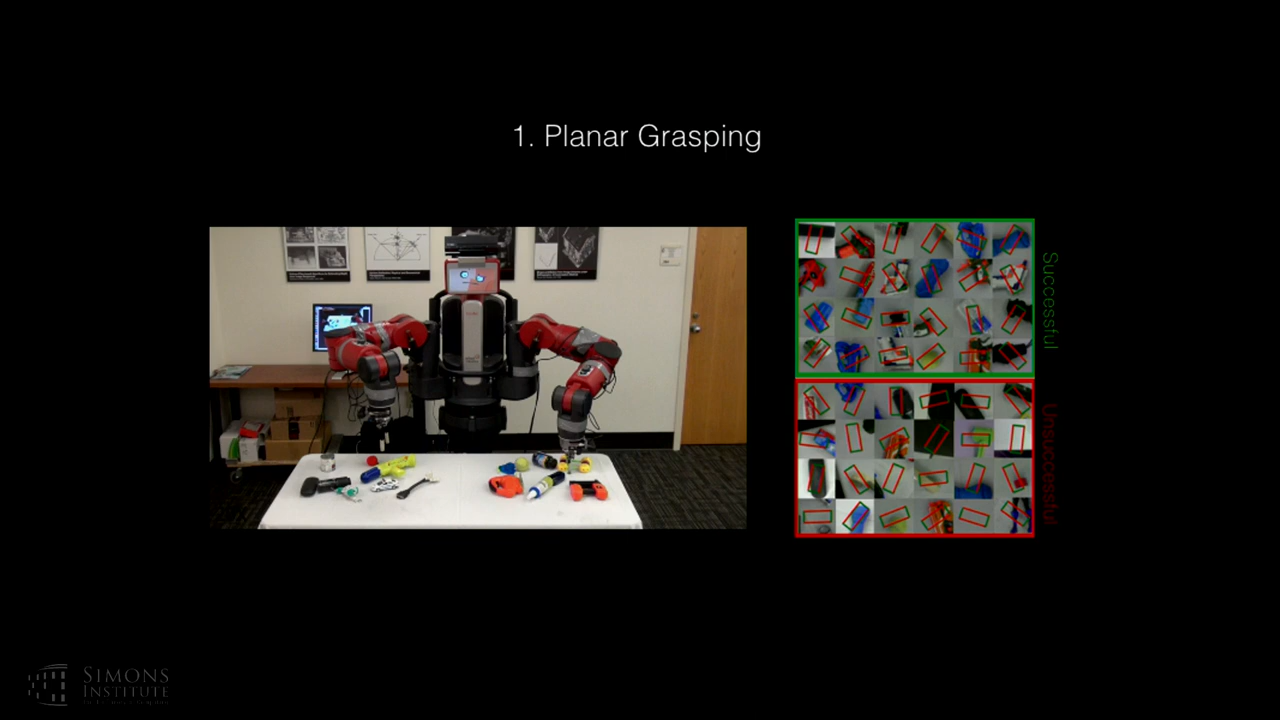 1. Planar Grasping
Successful
Unsuccessful
SIMONS
INSTITUTE